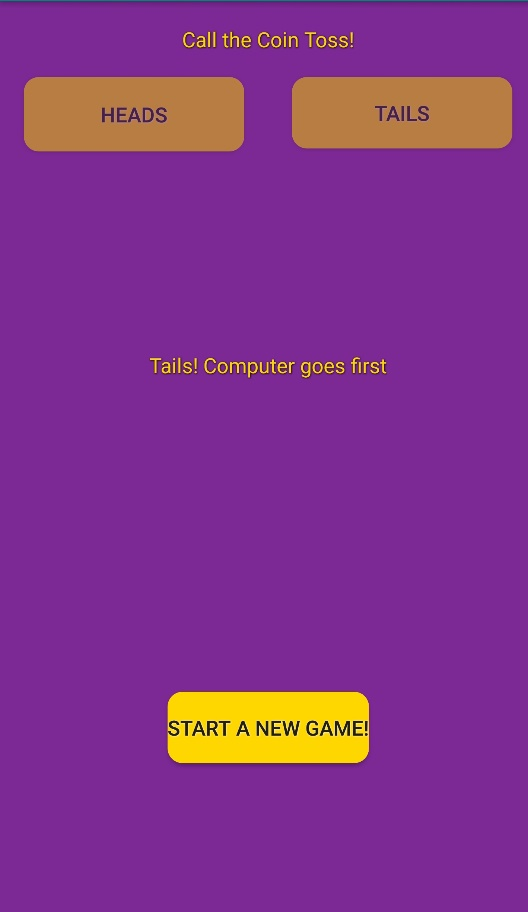 Call the Coin Toss!
HEADS
TAILS
Tails! Computer goes first
START A NEW GAME!